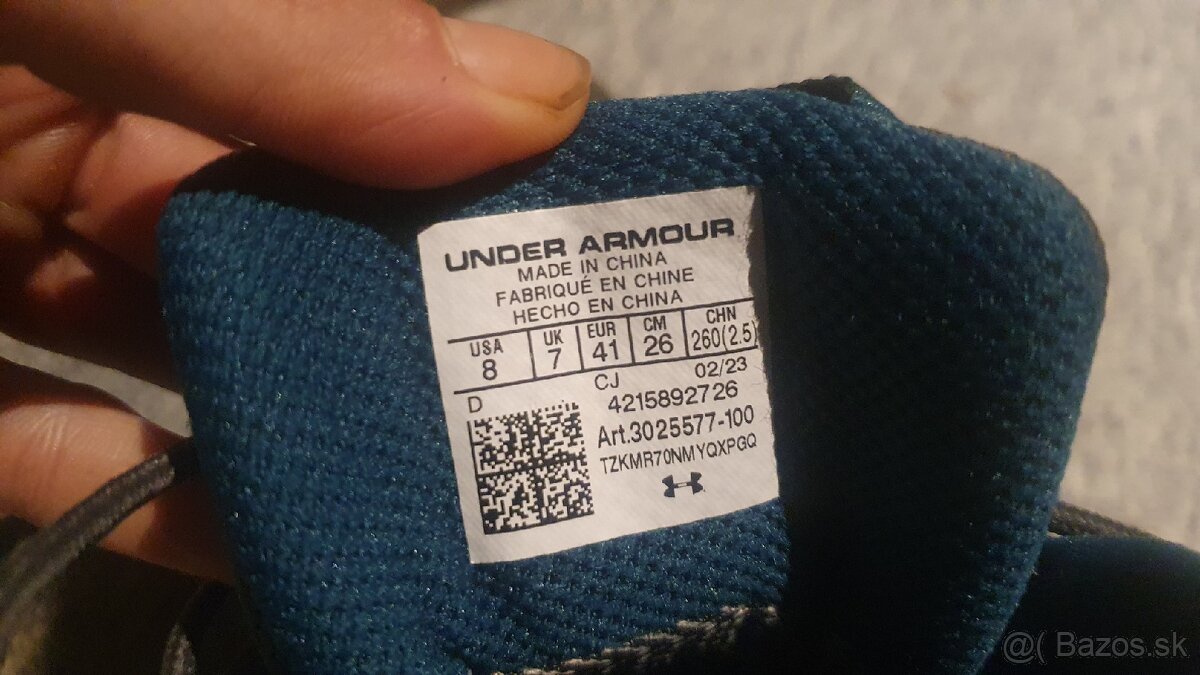 UNDER ARMOUR
MADE IN CHINA
FABRIQUÉ EN CHINE
HECHO EN CHINA
USA UK EUR CM CHN
8 7 41 26 260(2.5)
D CJ 02/23
4215892726
Art.3025577-100
TZKMR70NMYQXPGQ
@( Bazos.sk